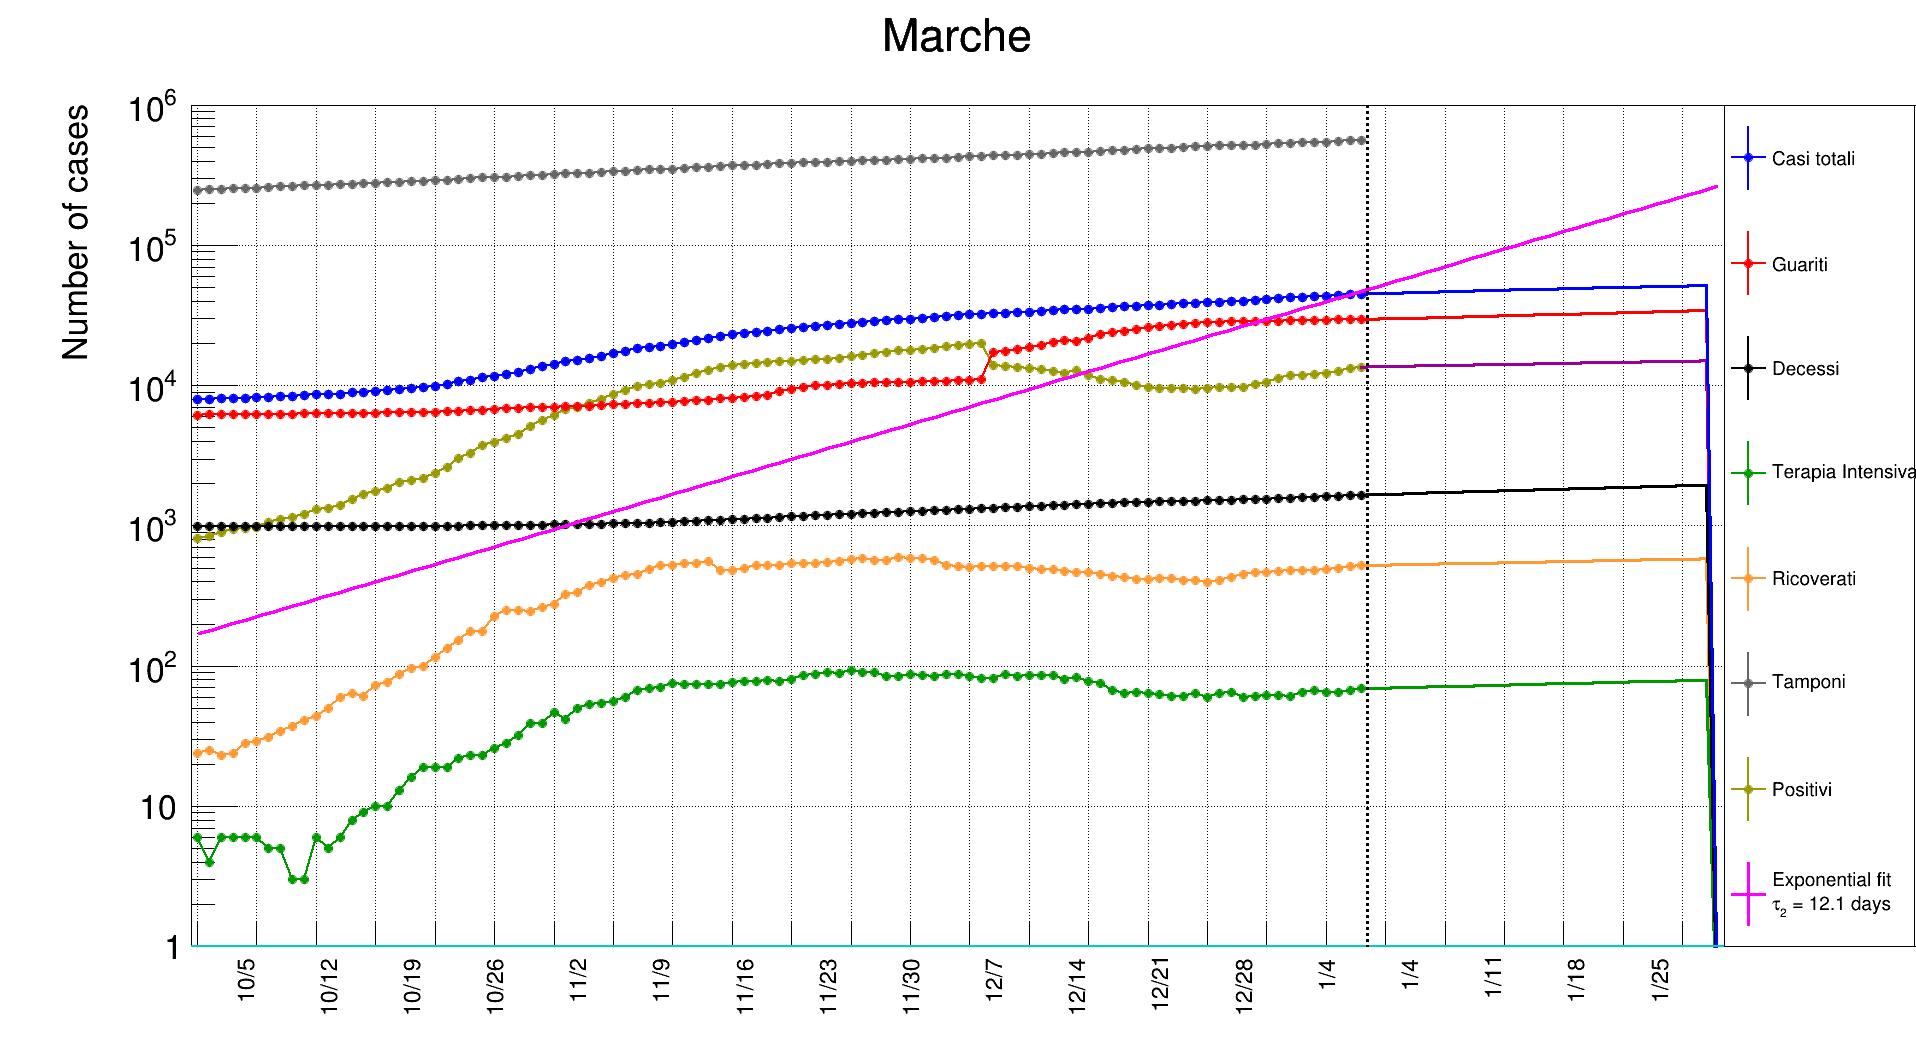 Marche
Number of cases
10^6
10^5
10^4
10^3
10^2
10
1
10/5
10/12
10/19
10/26
11/2
11/9
11/16
11/23
11/30
12/7
12/14
12/21
12/28
1/4
1/4
1/11
1/18
1/25
Casi totali
Guariti
Decessi
Terapia Intensiva
Ricoverati
Tamponi
Positivi
Exponential fit
τ₂ = 12.1 days